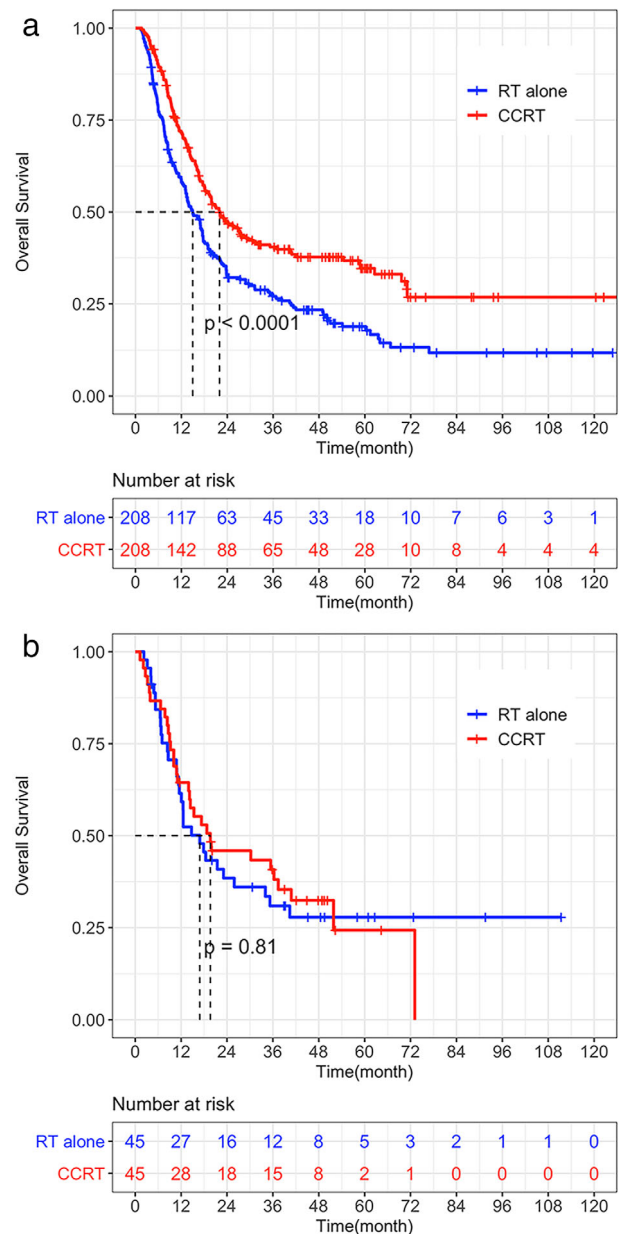 a
Overall Survival
1.00
0.75
0.50
0.25
0.00
RT alone
CCRT
p < 0.0001
0 12 24 36 48 60 72 84 96 108 120
Time(month)
Number at risk
RT alone 208 117 63 45 33 18 10 7 6 3 1
CCRT 208 142 88 65 48 28 10 8 4 4 4
0 12 24 36 48 60 72 84 96 108 120
Time(month)
b
Overall Survival
1.00
0.75
0.50
0.25
0.00
RT alone
CCRT
p = 0.81
0 12 24 36 48 60 72 84 96 108 120
Time(month)
Number at risk
RT alone 45 27 16 12 8 5 3 2 1 1 0
CCRT 45 28 18 15 8 2 1 0 0 0 0
0 12 24 36 48 60 72 84 96 108 120
Time(month)